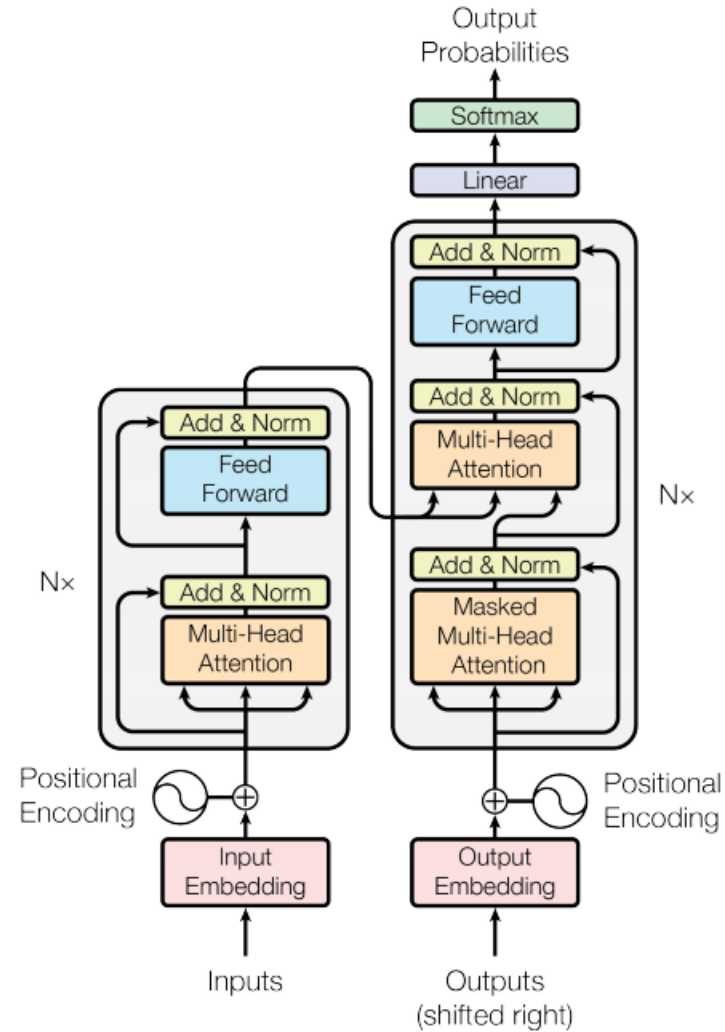 Output
Probabilities
Softmax
Linear
Add & Norm
Feed
Forward
Add & Norm
Multi-Head
Attention
Nx
Add & Norm
Masked
Multi-Head
Attention
Add & Norm
Feed
Forward
Nx
Add & Norm
Multi-Head
Attention
Positional
Encoding
Positional
Encoding
Input
Embedding
Output
Embedding
Inputs
Outputs
(shifted right)